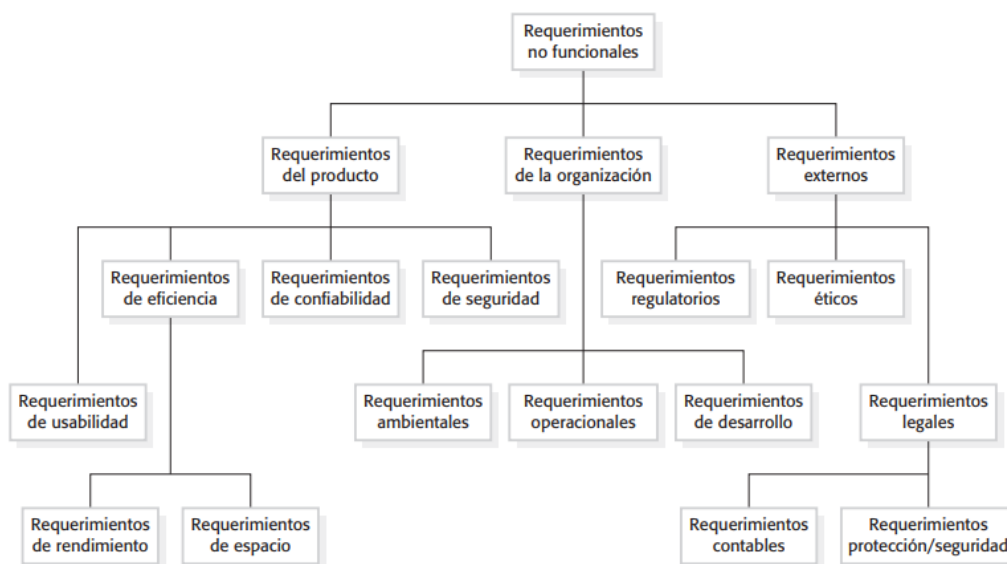 Requerimientos
no funcionales
Requerimientos
del producto
Requerimientos
de la organización
Requerimientos
externos
Requerimientos
de eficiencia
Requerimientos
de confiabilidad
Requerimientos
de seguridad
Requerimientos
regulatorios
Requerimientos
éticos
Requerimientos
de usabilidad
Requerimientos
ambientales
Requerimientos
operacionales
Requerimientos
de desarrollo
Requerimientos
legales
Requerimientos
de rendimiento
Requerimientos
de espacio
Requerimientos
contables
Requerimientos
protección/seguridad